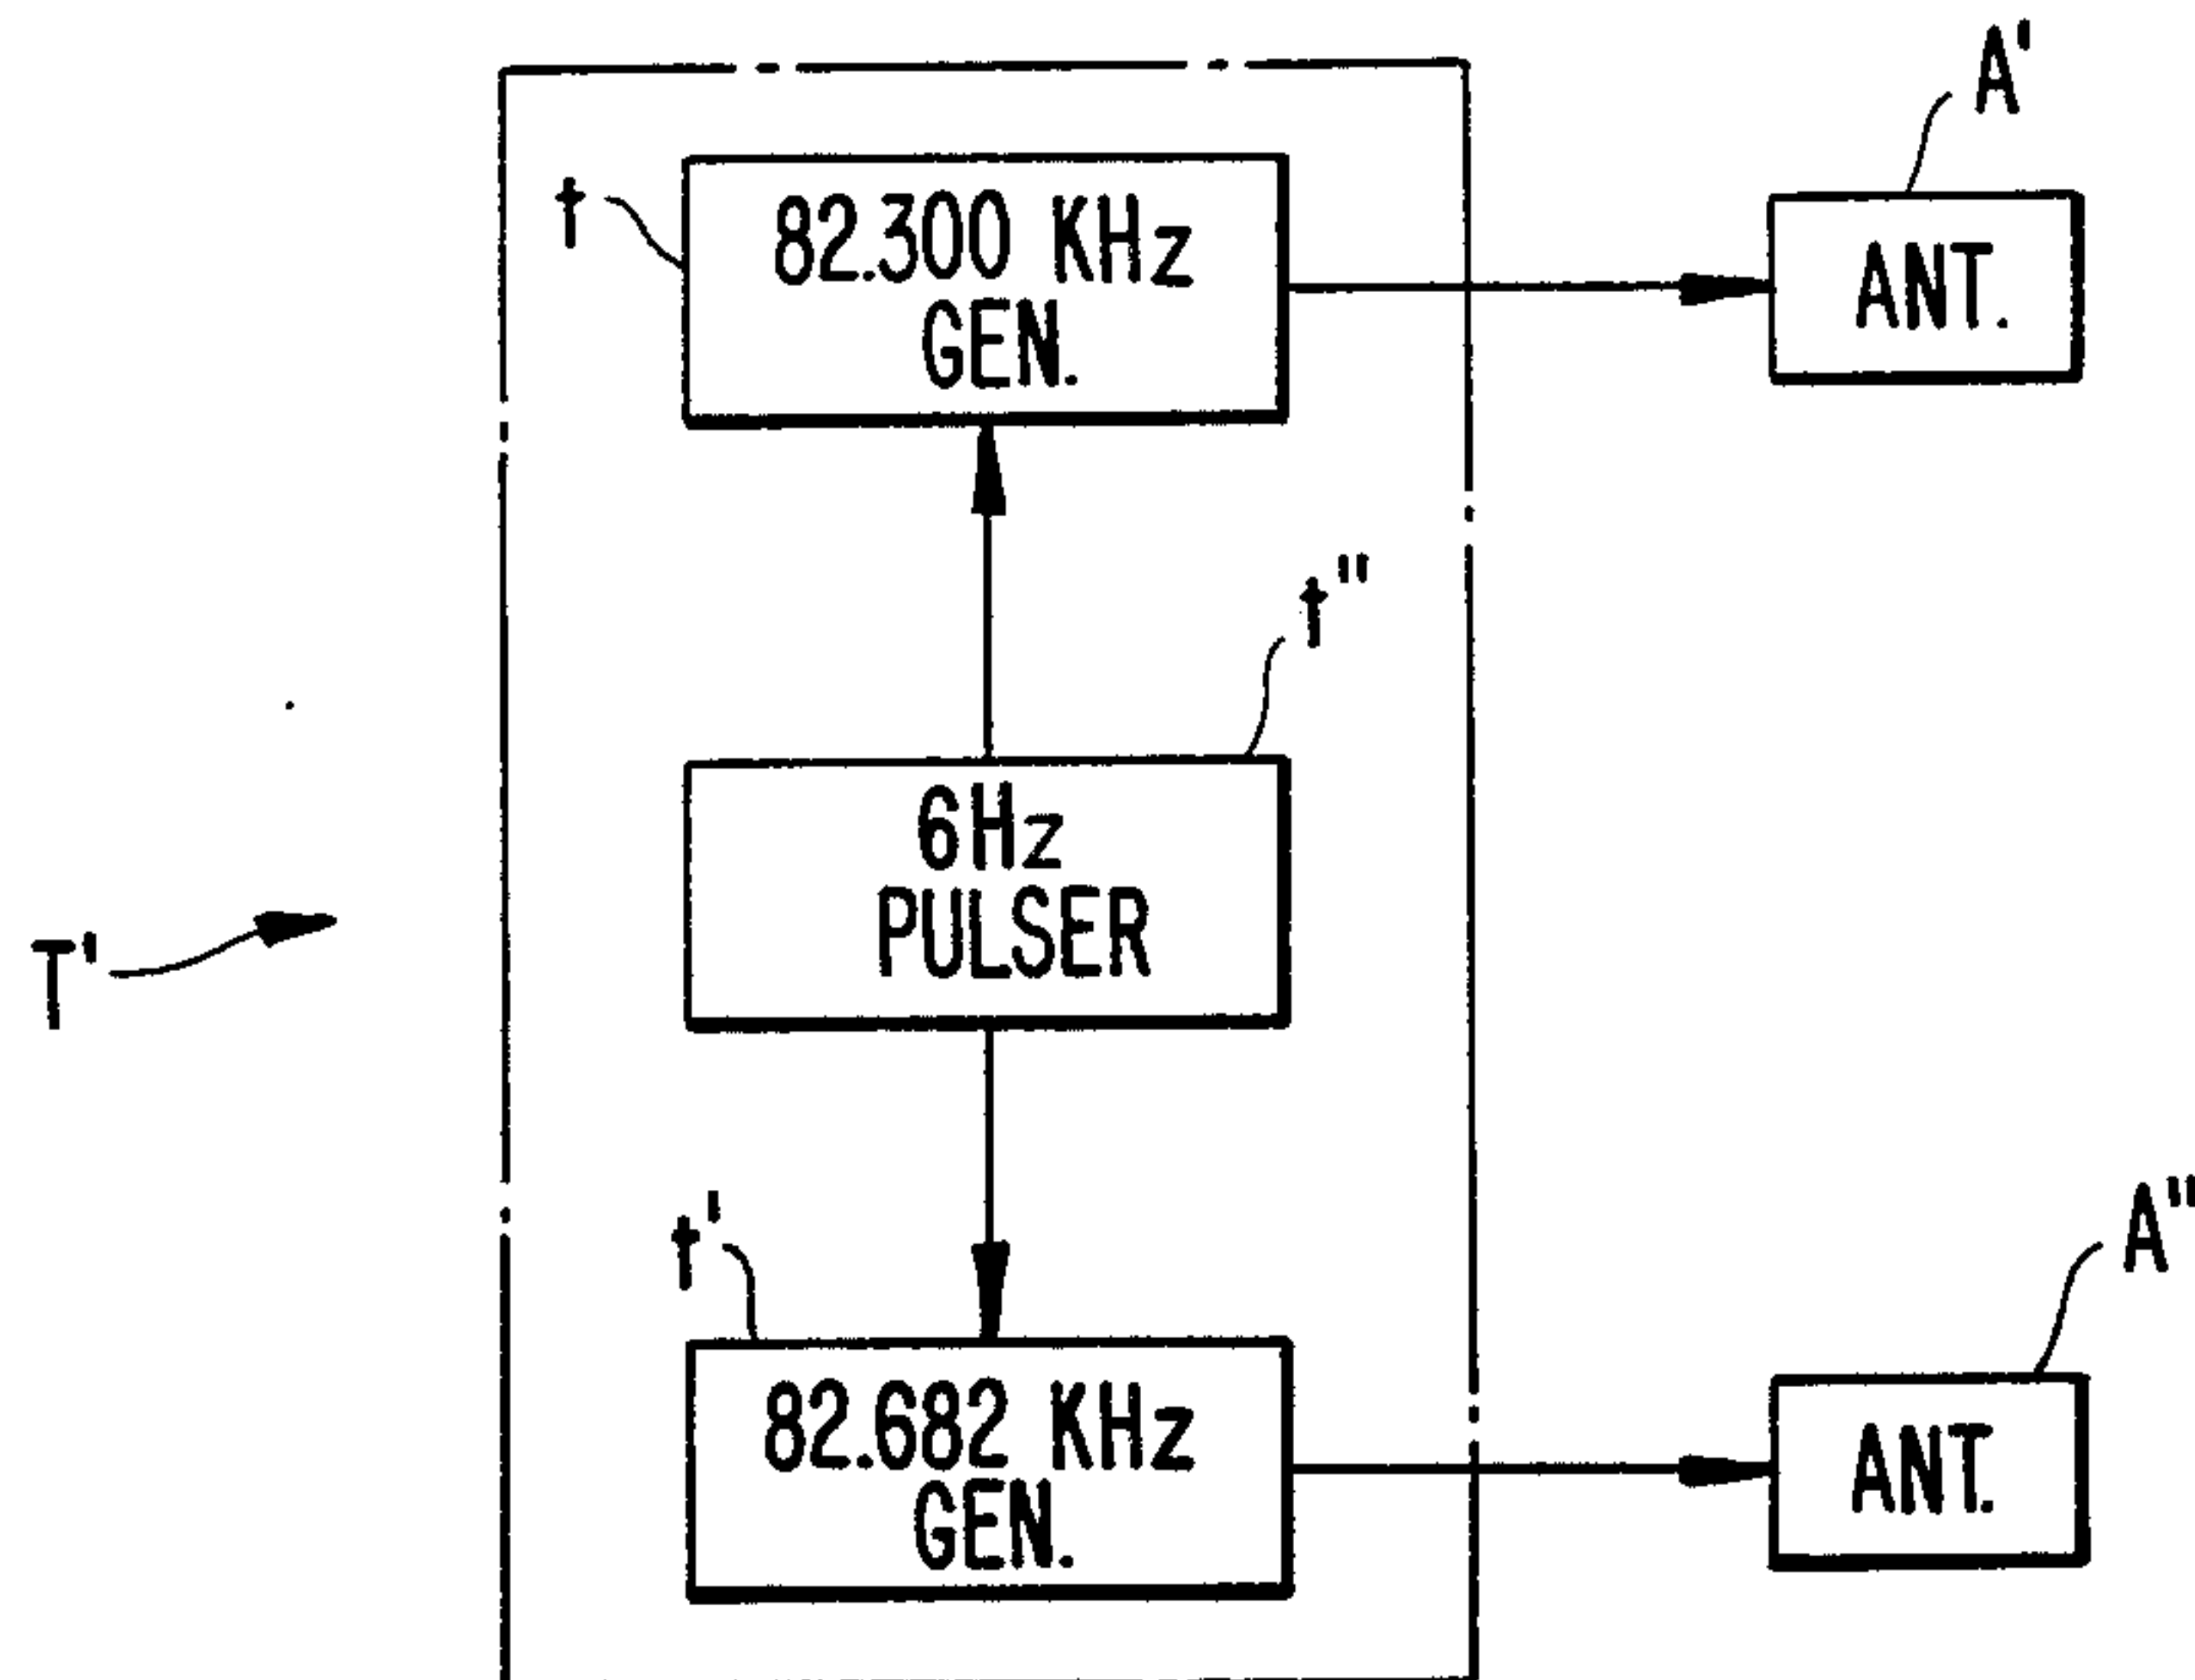 A'
t
82.300 KHz
GEN.
ANT.
t"
6Hz
PULSER
T'
t'
A"
82.682 KHz
GEN.
ANT.